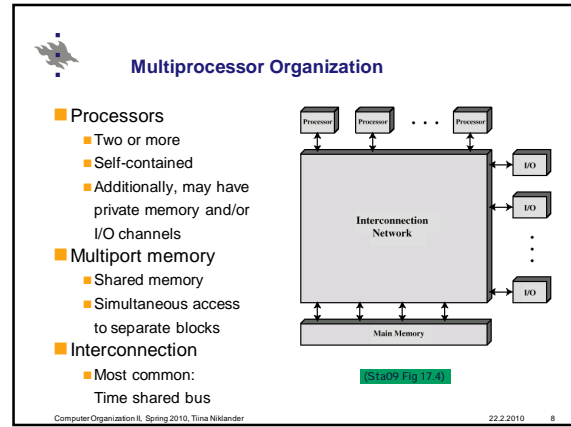 Multiprocessor Organization
Processors
Two or more
Self-contained
Additionally, may have
private memory and/or
I/O channels
Multiport memory
Shared memory
Simultaneous access
to separate blocks
Interconnection
Most common:
Time shared bus
Processor Processor . . . Processor
I/O
I/O
.
.
.
I/O
Interconnection
Network
Main Memory
(Sta09 Fig 17.4)
Computer Organization II, Spring 2010, Tiina Niklander 22.2.2010 8